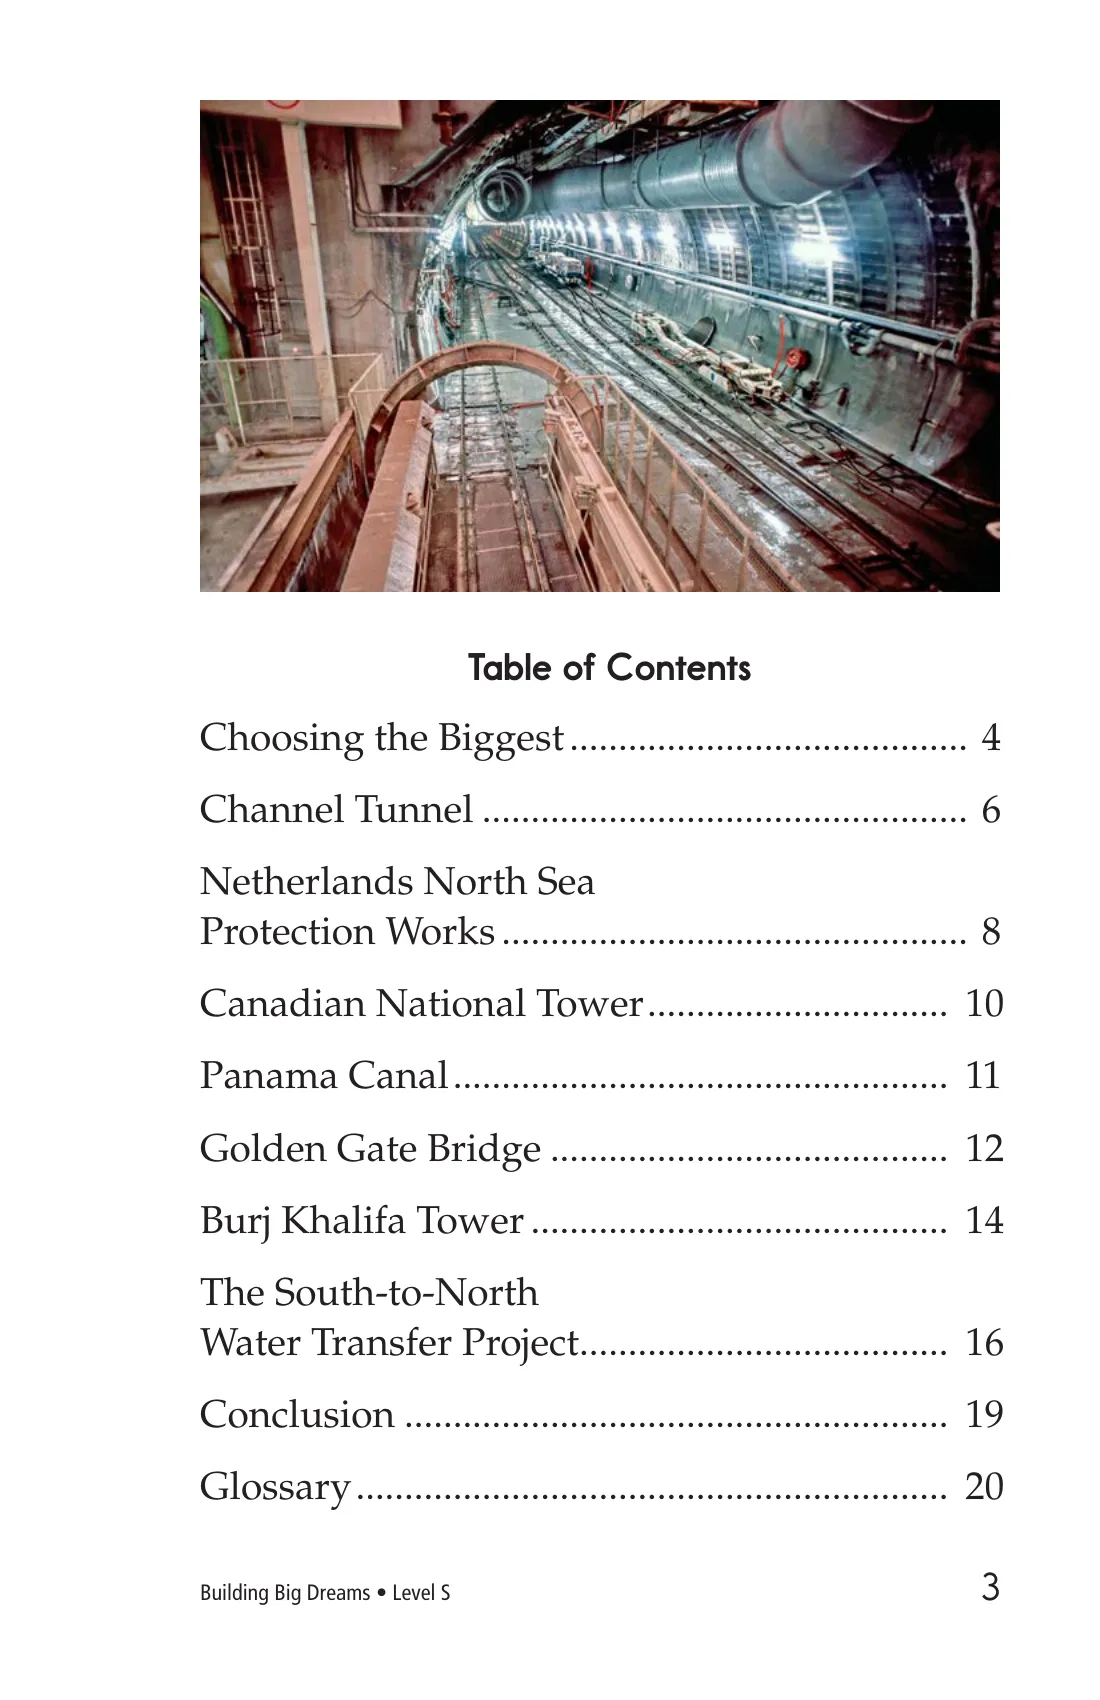 Table of Contents
Choosing the Biggest ......................................... 4
Channel Tunnel .................................................. 6
Netherlands North Sea
Protection Works ................................................ 8
Canadian National Tower............................... 10
Panama Canal................................................... 11
Golden Gate Bridge ......................................... 12
Burj Khalifa Tower ........................................... 14
The South-to-North
Water Transfer Project...................................... 16
Conclusion ........................................................ 19
Glossary ............................................................. 20
Building Big Dreams • Level S
3